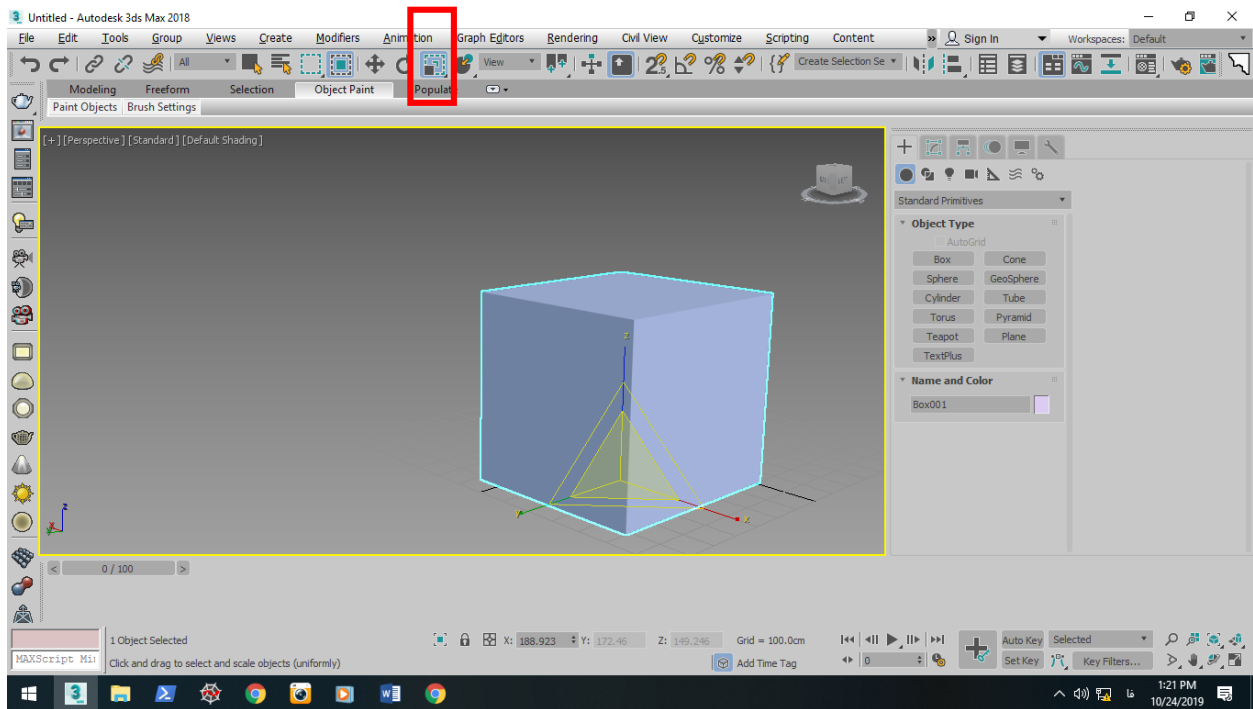 Untitled - Autodesk 3ds Max 2018
File Edit Tools Group Views Create Modifiers Animation Graph Editors Rendering Civil View Customize Scripting Content » Sign In Workspaces: Default
All View Create Selection Se
Modeling Freeform Selection Object Paint Populate
Paint Objects Brush Settings
[+] [Perspective] [Standard] [Default Shading]
Standard Primitives
Object Type
AutoGrid
Box Cone
Sphere GeoSphere
Cylinder Tube
Torus Pyramid
Teapot Plane
TextPlus
Name and Color
Box001
z
y
x
z
< 0 / 100 >
1 Object Selected X: 188.923 Y: 172.46 Z: 149.246 Grid = 100.0cm Auto Key Selected
MAXScript Mi Click and drag to select and scale objects (uniformly) Add Time Tag 0 Set Key Key Filters...
فا 1:21 PM
10/24/2019